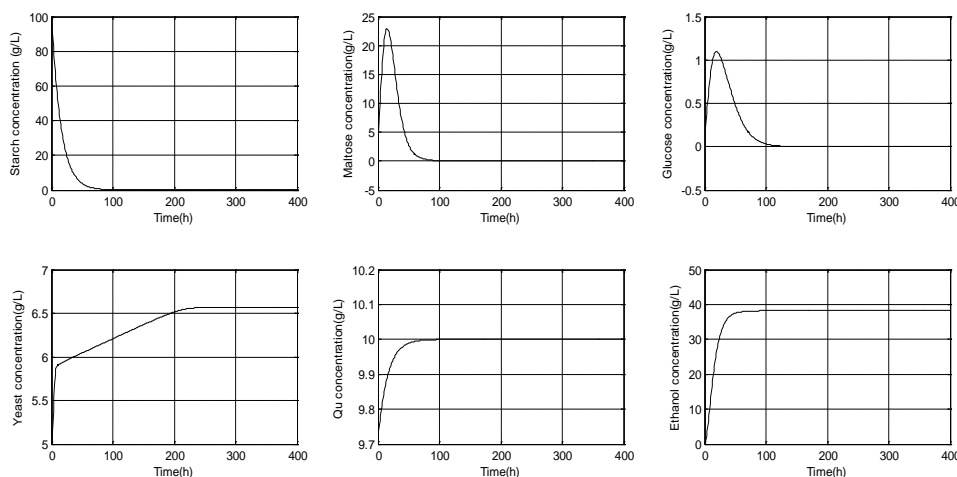 Starch concentration (g/L)
100
80
60
40
20
0
0 100 200 300 400
Time(h)
Maltose concentration(g/L)
25
20
15
10
5
0
-5
0 100 200 300 400
Time(h)
Glucose concentration(g/L)
1.5
1
0.5
0
-0.5
0 100 200 300 400
Time(h)
Yeast concentration(g/L)
7
6.5
6
5.5
5
0 100 200 300 400
Time(h)
Qu concentration(g/L)
10.2
10.1
10
9.9
9.8
9.7
0 100 200 300 400
Time(h)
Ethanol concentration(g/L)
50
40
30
20
10
0
0 100 200 300 400
Time(h)